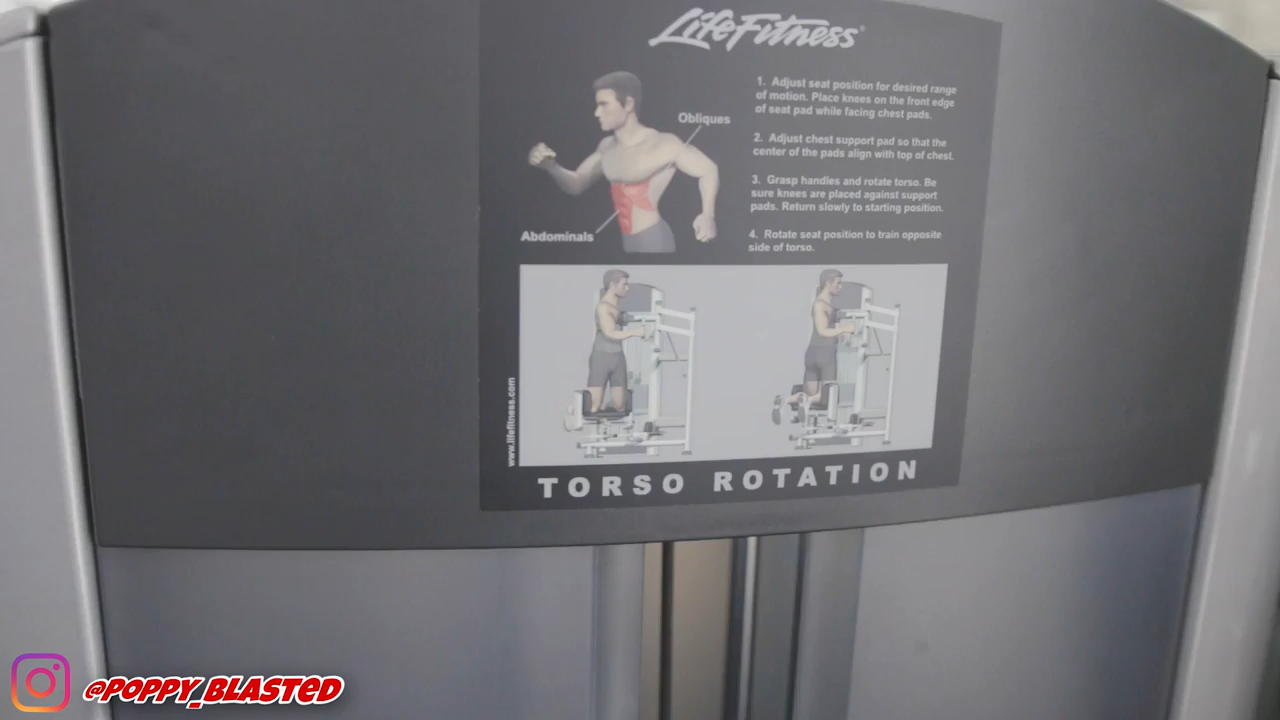 LifeFitness®
Obliques
Abdominals
1. Adjust seat position for desired range
of motion. Place knees on the front edge
of seat pad while facing chest pads.
2. Adjust chest support pad so that the
center of the pads align with top of chest.
3. Grasp handles and rotate torso. Be
sure knees are placed against support
pads. Return slowly to starting position.
4. Rotate seat position to train opposite
side of torso.
www.lifefitness.com
TORSO ROTATION
@POPPY_BLASTED